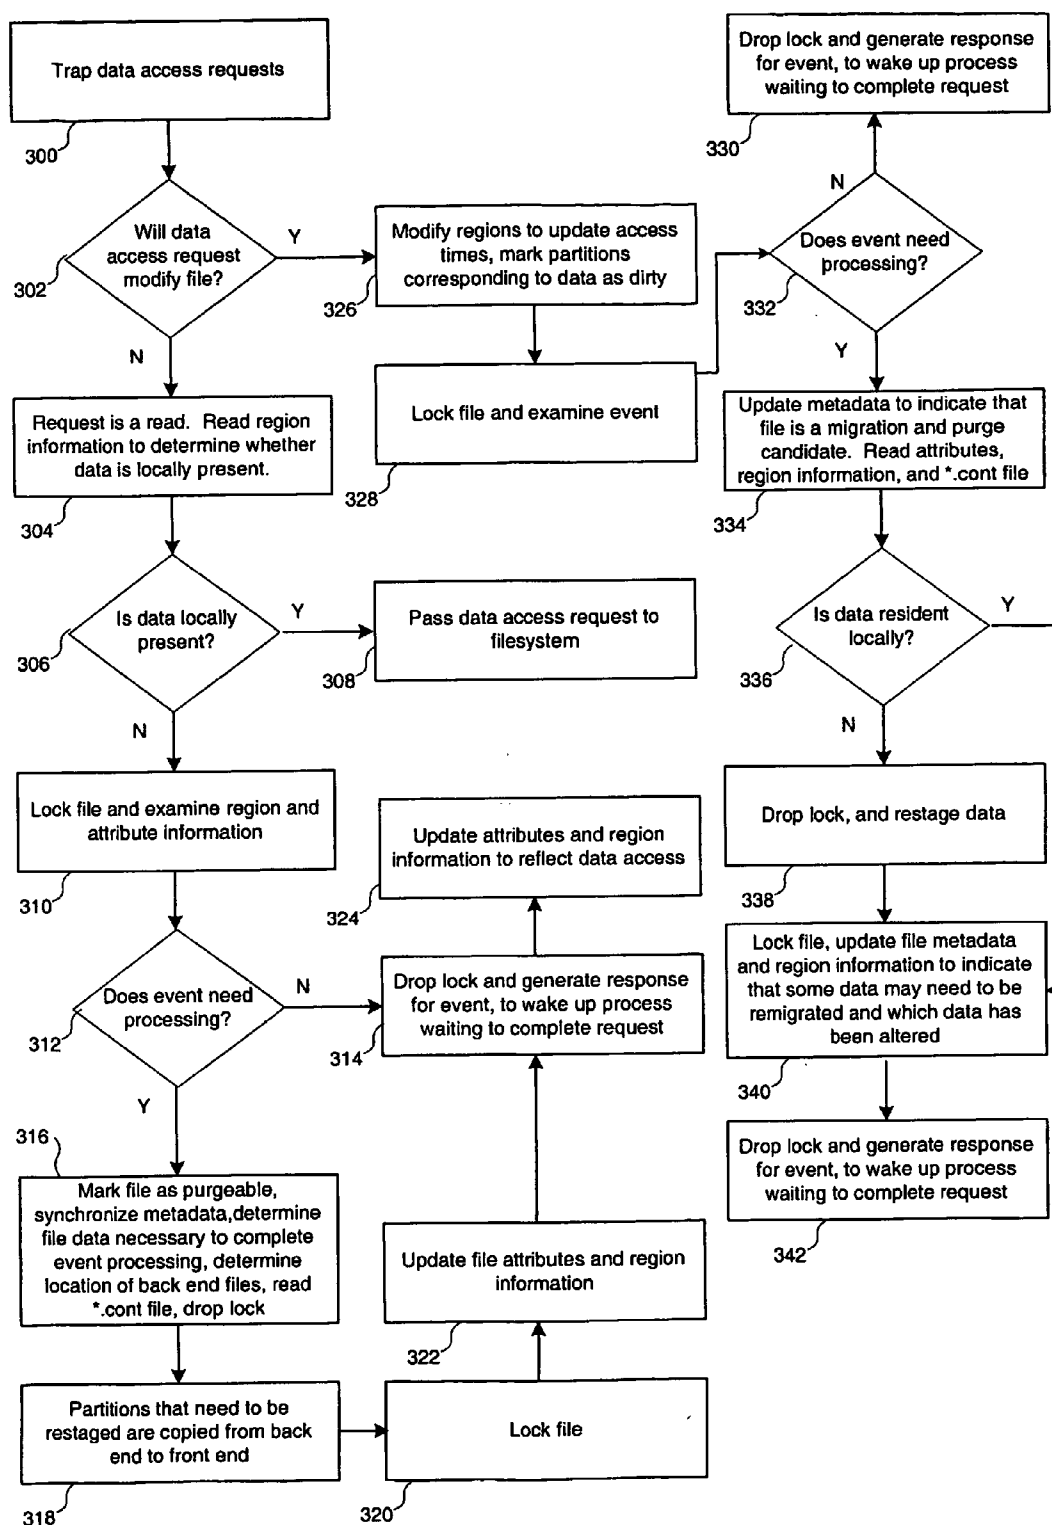 Trap data access requests
300
Will data
access request
modify file?
302
Y
N
Request is a read. Read region
information to determine whether
data is locally present.
304
Is data locally
present?
306
Y
N
Pass data access request to
filesystem
308
Lock file and examine region and
attribute information
310
Does event need
processing?
312
N
Y
Drop lock and generate response
for event, to wake up process
waiting to complete request
314
316
Mark file as purgeable,
synchronize metadata,determine
file data necessary to complete
event processing, determine
location of back end files, read
*.cont file, drop lock
Partitions that need to be
restaged are copied from back
end to front end
318
Lock file
320
Update file attributes and region
information
322
Update attributes and region
information to reflect data access
324
Modify regions to update access
times, mark partitions
corresponding to data as dirty
326
Lock file and examine event
328
Drop lock and generate response
for event, to wake up process
waiting to complete request
330
N
Does event need
processing?
332
Y
Update metadata to indicate that
file is a migration and purge
candidate. Read attributes,
region information, and *.cont file
334
Is data resident
locally?
336
Y
N
Drop lock, and restage data
338
Lock file, update file metadata
and region information to indicate
that some data may need to be
remigrated and which data has
been altered
340
Drop lock and generate response
for event, to wake up process
waiting to complete request
342